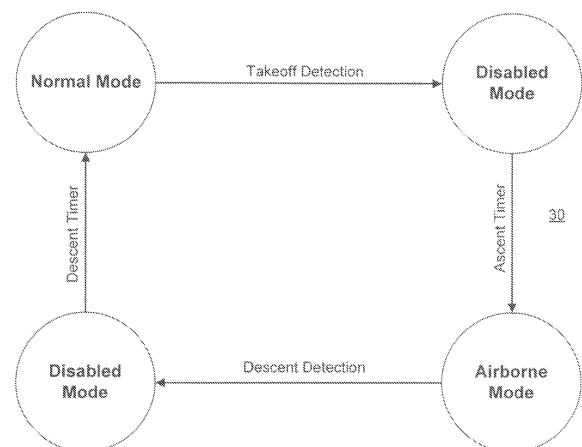 Normal Mode
Takeoff Detection
Disabled
Mode
Descent Timer
Ascent Timer
30
Disabled
Mode
Descent Detection
Airborne
Mode